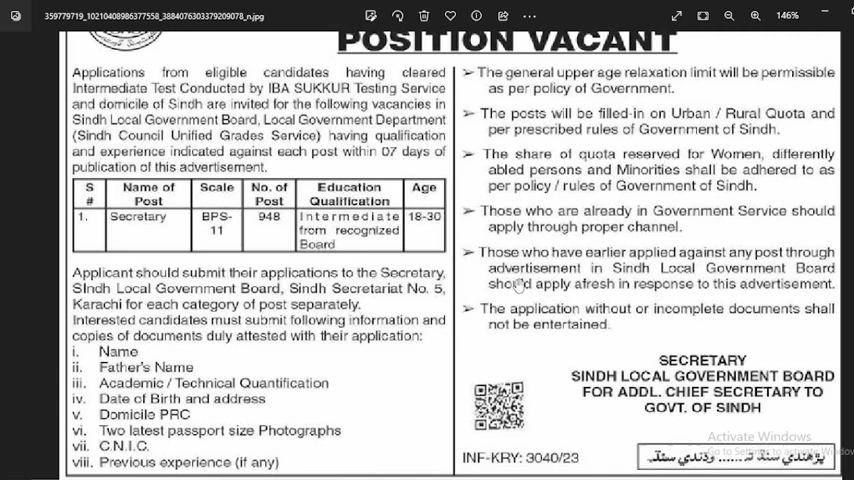 359779719_10210408986377558_3884076303379209078_n.jpg
146%
POSITION VACANT
Applications from eligible candidates having cleared
Intermediate Test Conducted by IBA SUKKUR Testing Service
and domicile of Sindh are invited for the following vacancies in
Sindh Local Government Board, Local Government Department
(Sindh Council Unified Grades Service) having qualification
and experience indicated against each post within 07 days of
publication of this advertisement.
S # Name of Post Scale No. of Post Education Qualification Age
1. Secretary BPS-11 948 Intermediate from recognized Board 18-30
Applicant should submit their applications to the Secretary,
SIndh Local Government Board, Sindh Secretariat No. 5,
Karachi for each category of post separately.
Interested candidates must submit following information and
copies of documents duly attested with their application:
i. Name
ii. Father's Name
iii. Academic / Technical Quantification
iv. Date of Birth and address
v. Domicile PRC
vi. Two latest passport size Photographs
vii. C.N.I.C.
viii. Previous experience (if any)
➢ The general upper age relaxation limit will be permissible
as per policy of Government.
➢ The posts will be filled-in on Urban / Rural Quota and
per prescribed rules of Government of Sindh.
➢ The share of quota reserved for Women, differently
abled persons and Minorities shall be adhered to as
per policy / rules of Government of Sindh.
➢ Those who are already in Government Service should
apply through proper channel.
➢ Those who have earlier applied against any post through
advertisement in Sindh Local Government Board
should apply afresh in response to this advertisement.
➢ The application without or incomplete documents shall
not be entertained.
SECRETARY
SINDH LOCAL GOVERNMENT BOARD
FOR ADDL. CHIEF SECRETARY TO
GOVT. OF SINDH
INF-KRY: 3040/23
پڙهندي سنڌ تہ ...... وڌندي سنڌ
Activate Windows
Go to Settings to activate Windows